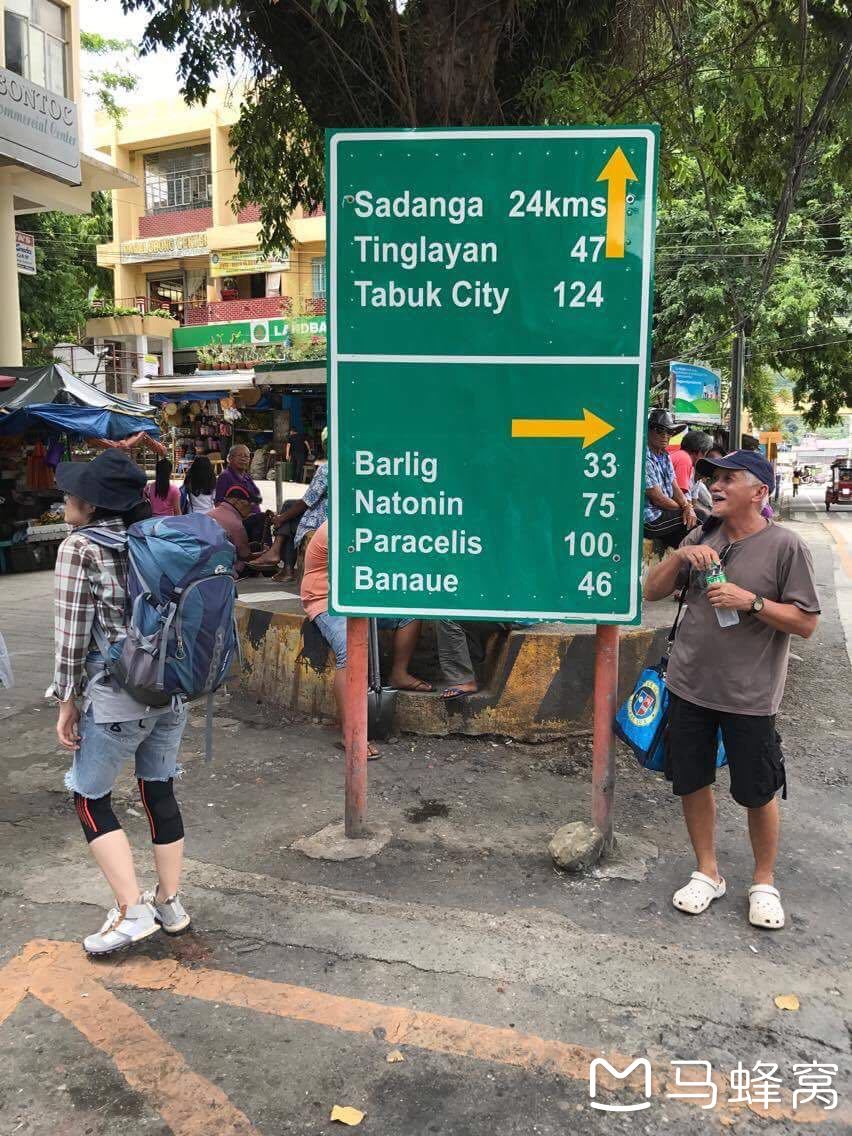 BONTOC
Commercial Center
LANDBA
Sadanga 24kms
Tinglayan 47
Tabuk City 124
Barlig 33
Natonin 75
Paracelis 100
Banaue 46
马蜂窝